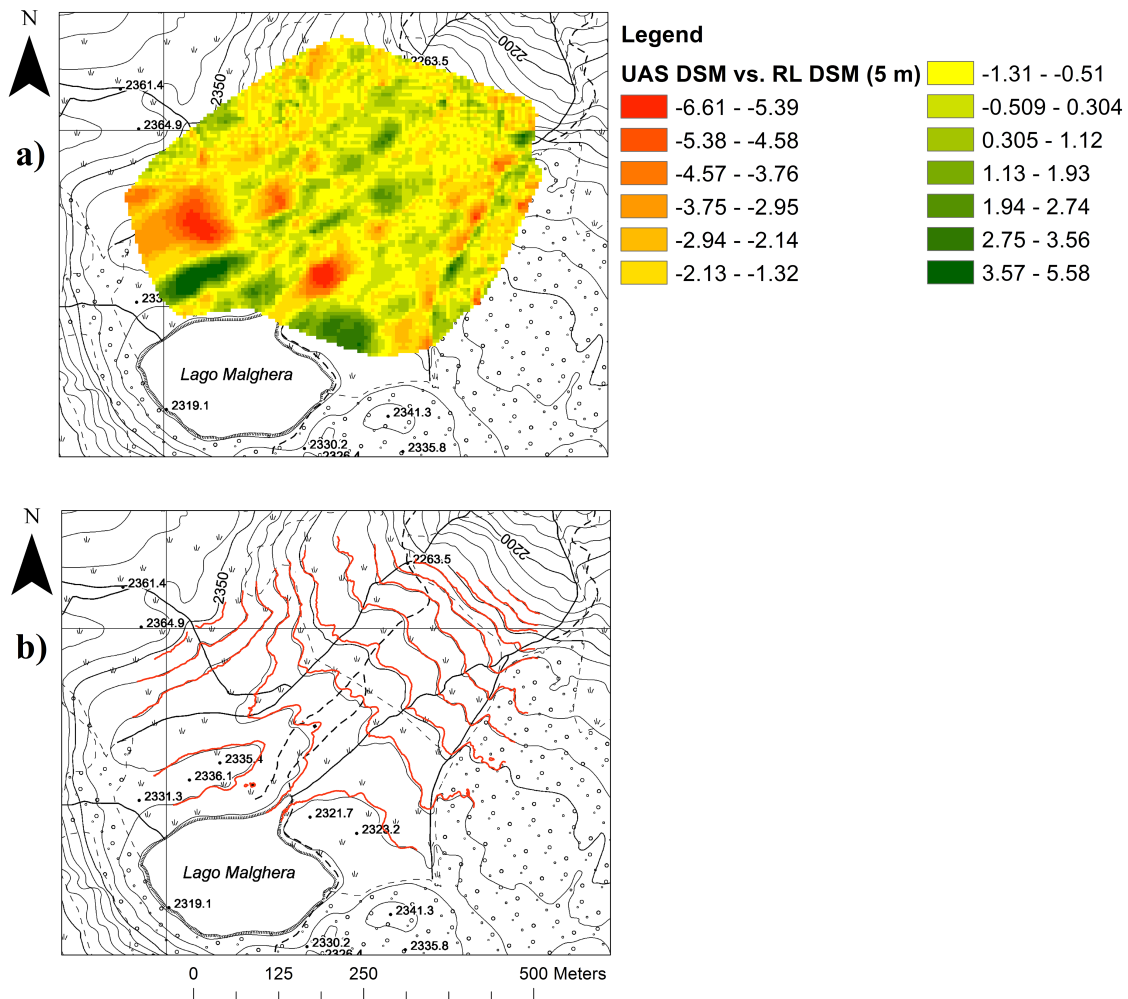 N
a)
2361.4
2350
2263.5
2200
2364.9
233
Lago Malghera
2319.1
2341.3
2330.2
2326.4
2335.8
Legend
UAS DSM vs. RL DSM (5 m)
-6.61 - -5.39
-5.38 - -4.58
-4.57 - -3.76
-3.75 - -2.95
-2.94 - -2.14
-2.13 - -1.32
-1.31 - -0.51
-0.509 - 0.304
0.305 - 1.12
1.13 - 1.93
1.94 - 2.74
2.75 - 3.56
3.57 - 5.58
N
b)
2361.4
2350
2263.5
2200
2364.9
2335.4
2336.1
2331.3
2321.7
2323.2
Lago Malghera
2319.1
2341.3
2330.2
2326.4
2335.8
0 125 250 500 Meters